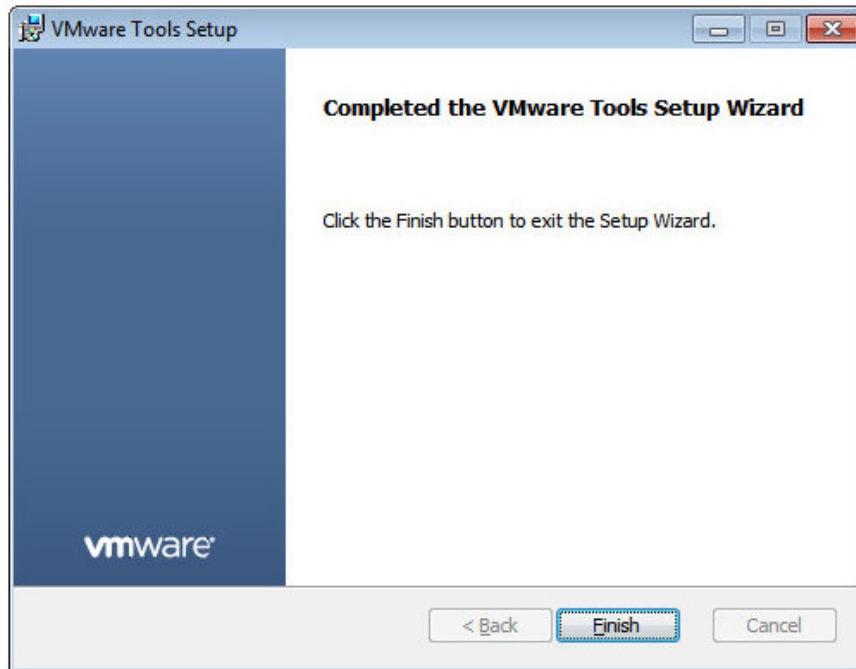 VMware Tools Setup
Completed the VMware Tools Setup Wizard
Click the Finish button to exit the Setup Wizard.
vmware
< Back Finish Cancel